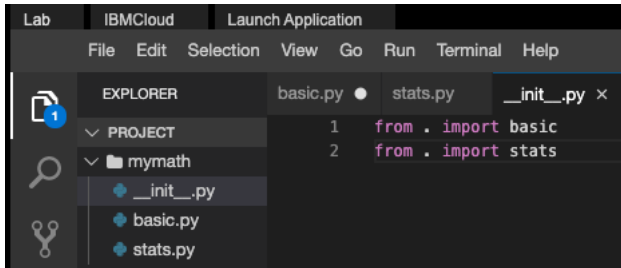 Lab IBMCloud Launch Application
File Edit Selection View Go Run Terminal Help
EXPLORER
basic.py stats.py __init__.py ×
1
PROJECT
mymath
__init__.py
basic.py
stats.py
1 from . import basic
2 from . import stats